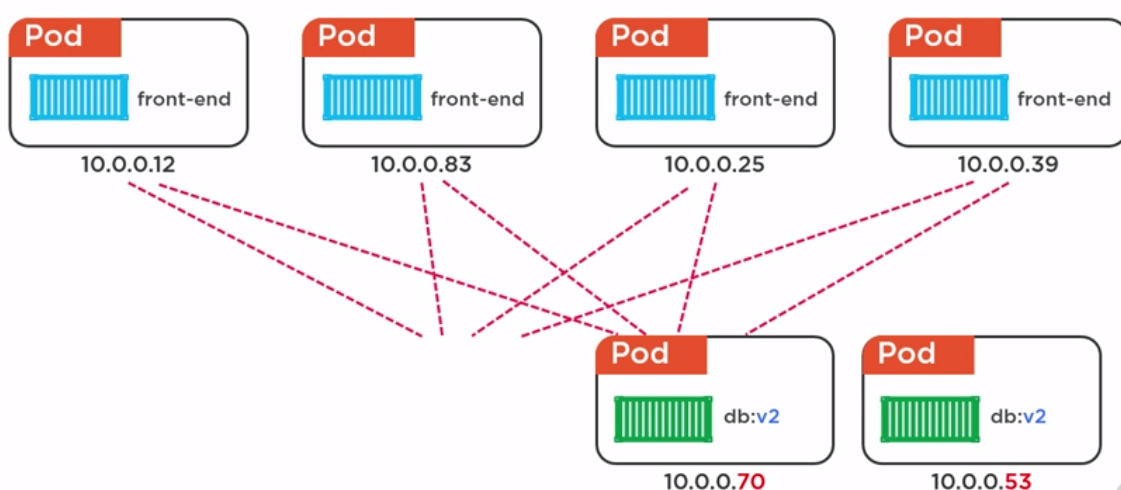 Pod
front-end
10.0.0.12
Pod
front-end
10.0.0.83
Pod
front-end
10.0.0.25
Pod
front-end
10.0.0.39
Pod
db:v2
10.0.0.70
Pod
db:v2
10.0.0.53